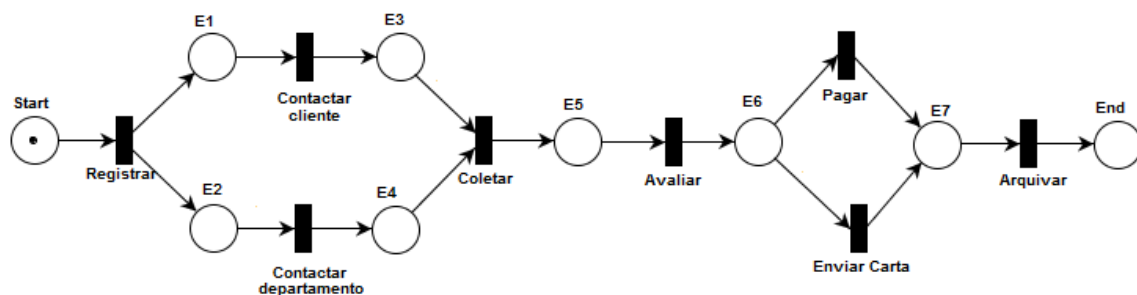 Start
Registrar
E1
Contactar
cliente
E3
E2
Contactar
departamento
E4
Coletar
E5
Avaliar
E6
Pagar
Enviar Carta
E7
Arquivar
End